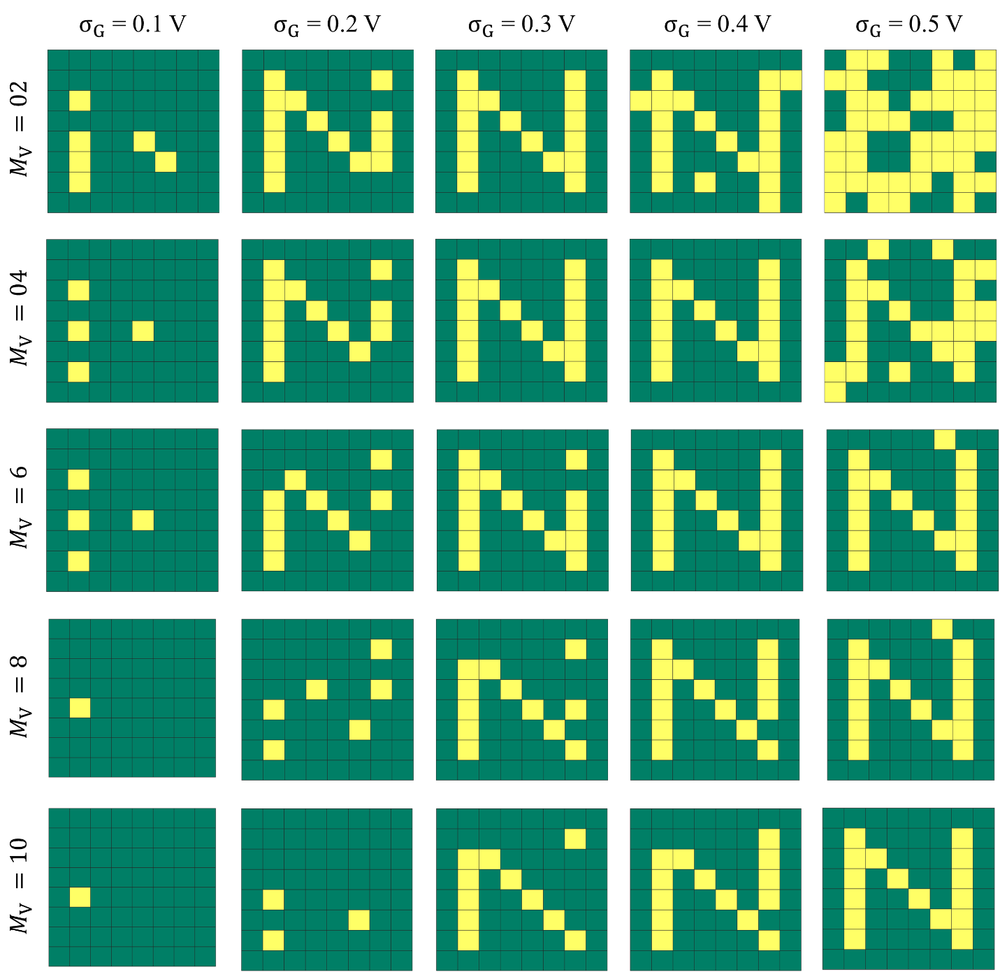 σG = 0.1 V σG = 0.2 V σG = 0.3 V σG = 0.4 V σG = 0.5 V
MV = 02
MV = 04
MV = 6
MV = 8
MV = 10